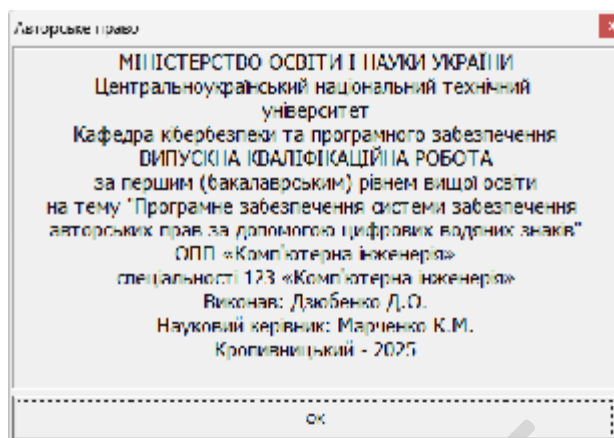 Авторське право
МІНІСТЕРСТВО ОСВІТИ І НАУКИ УКРАЇНИ
Центральноукраїнський національний технічний
університет
Кафедра кібербезпеки та програмного забезпечення
ВИПУСКНА КВАЛІФІКАЦІЙНА РОБОТА
за першим (бакалаврським) рівнем вищої освіти
на тему "Програмне забезпечення системи забезпечення
авторських прав за допомогою цифрових водяних знаків"
ОПП «Комп'ютерна інженерія»
спеціальності 123 «Комп'ютерна інженерія»
Виконав: Дзюбенко Д.О.
Науковий керівник: Марченко К.М.
Кропивницький - 2025
ОК